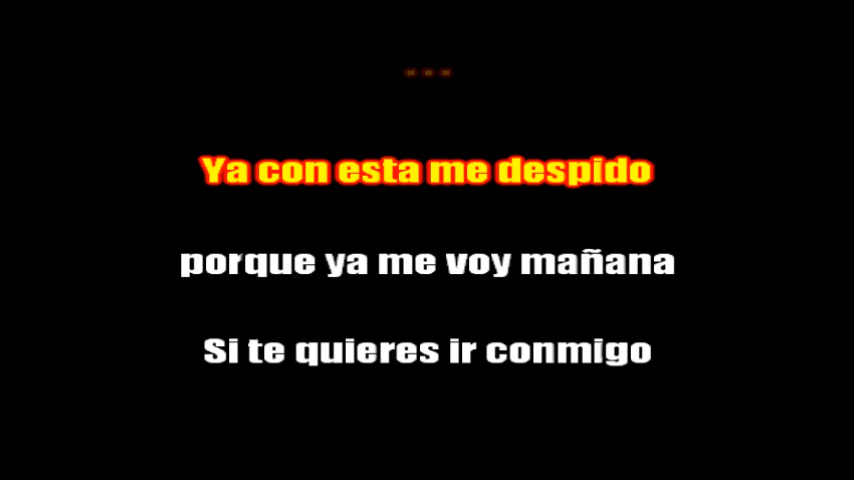 ...
Ya con esta me despido
porque ya me voy mañana
Si te quieres ir conmigo